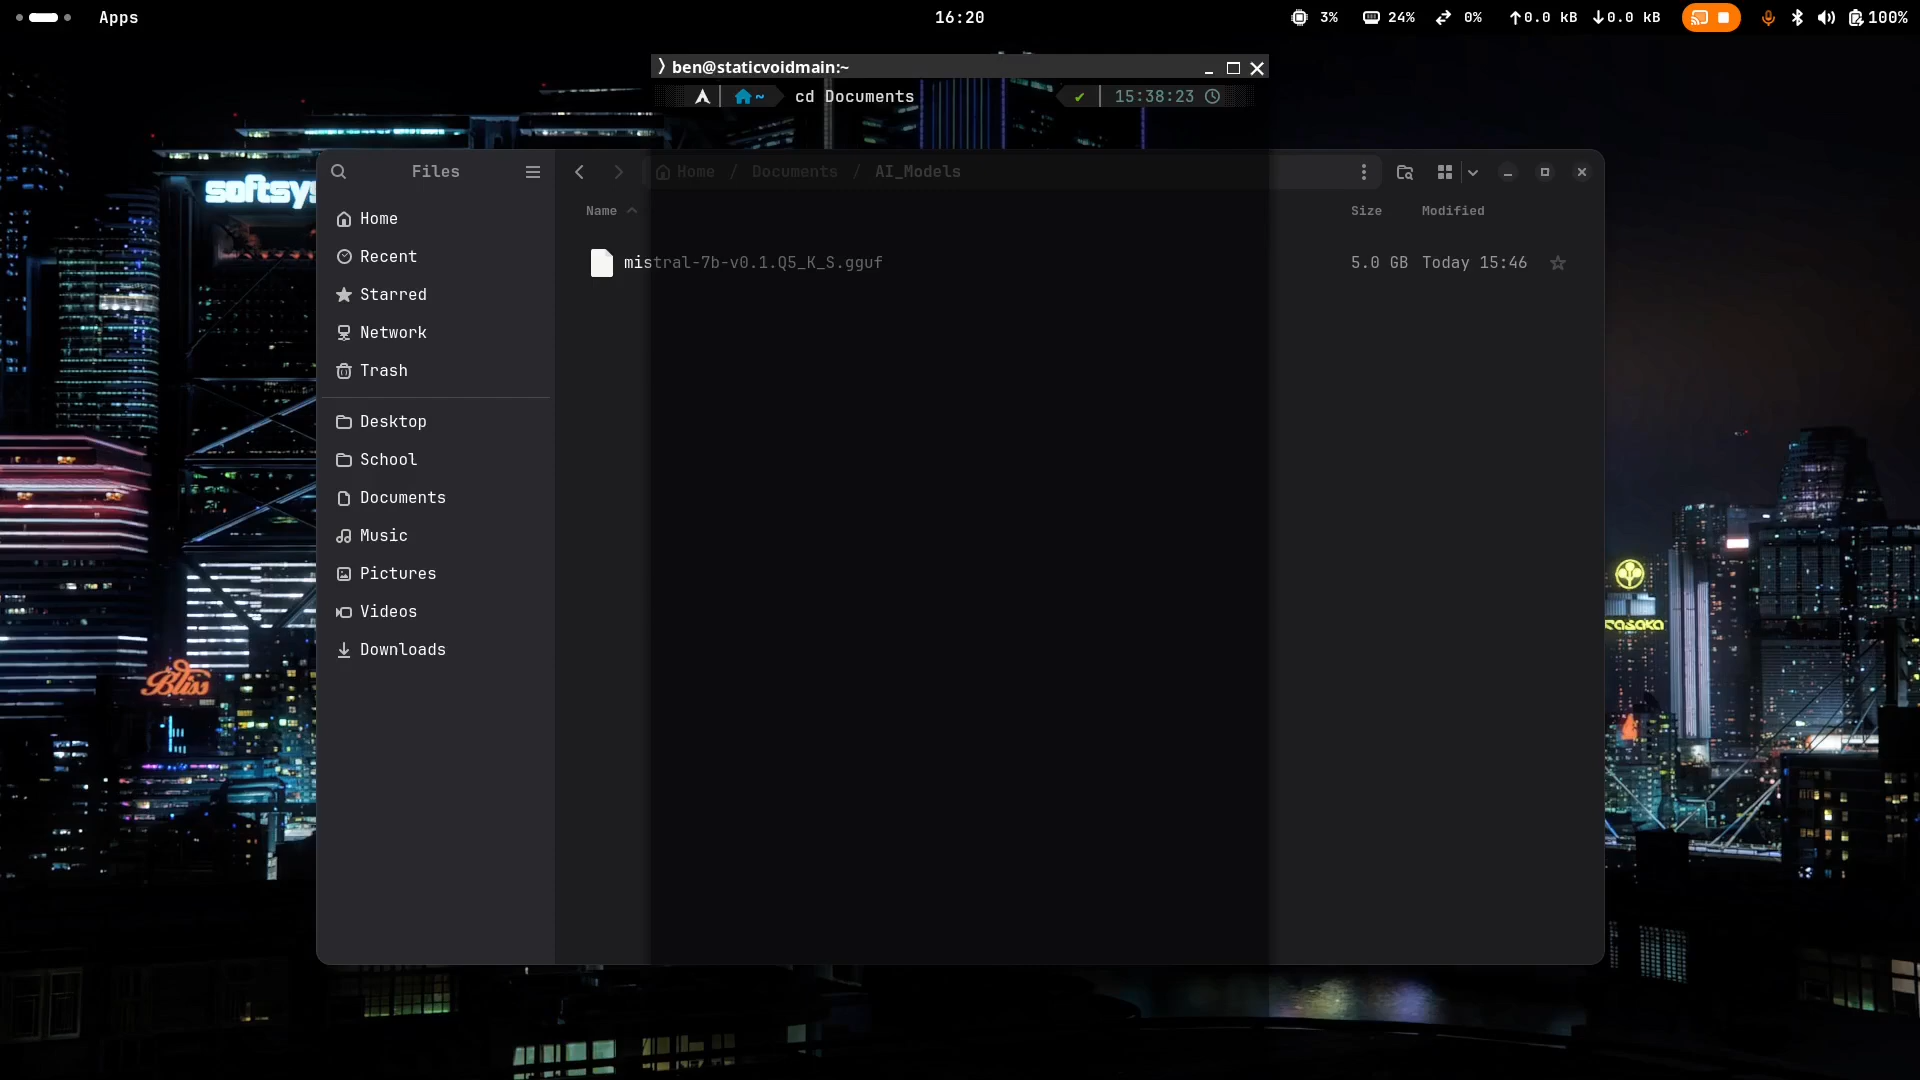 Apps
16:20
3% 24% 0% ↑0.0 kB ↓0.0 kB 100%
ben@staticvoidmain:~
~ cd Documents ✔ 15:38:23
softsy
Files
Home / Documents / AI_Models
Name Size Modified
mistral-7b-v0.1.Q5_K_S.gguf 5.0 GB Today 15:46
Home
Recent
Starred
Network
Trash
Desktop
School
Documents
Music
Pictures
Videos
Downloads
Bliss
rasaka